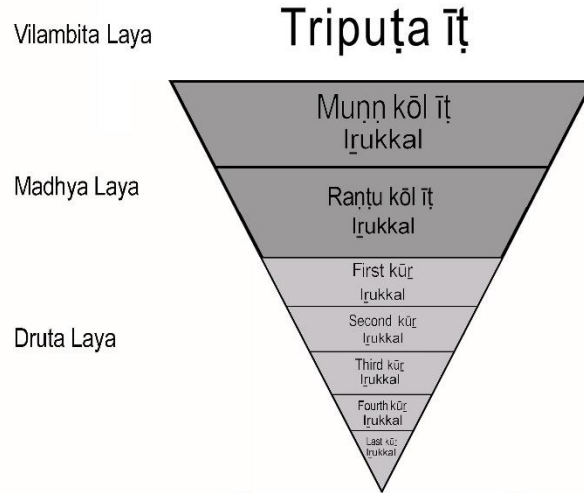 Tripuṭa īṭ
Vilambita Laya
Muṇṇ kōl īṭ
Iṟukkal
Madhya Laya
Raṇṭu kōl īṭ
Iṟukkal
First kūṟ
Iṟukkal
Second kūṟ
Iṟukkal
Druta Laya
Third kūṟ
Iṟukkal
Fourth kūṟ
Iṟukkal
Last kūṟ
Iṟukkal